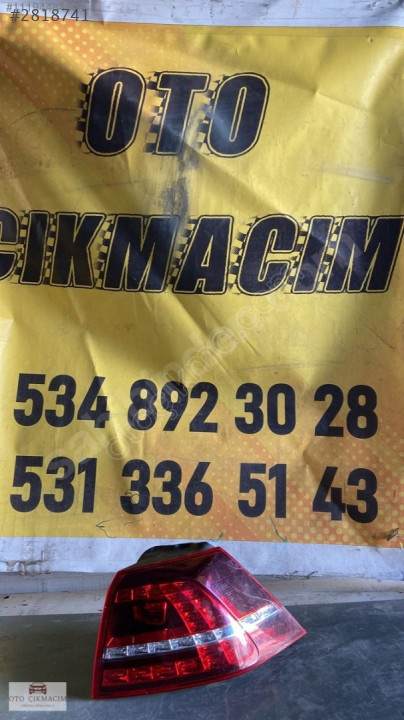 #2818741
OTO
ÇIKMACIM
534 892 30 28
531 336 51 43
OTO ÇIKMACIM